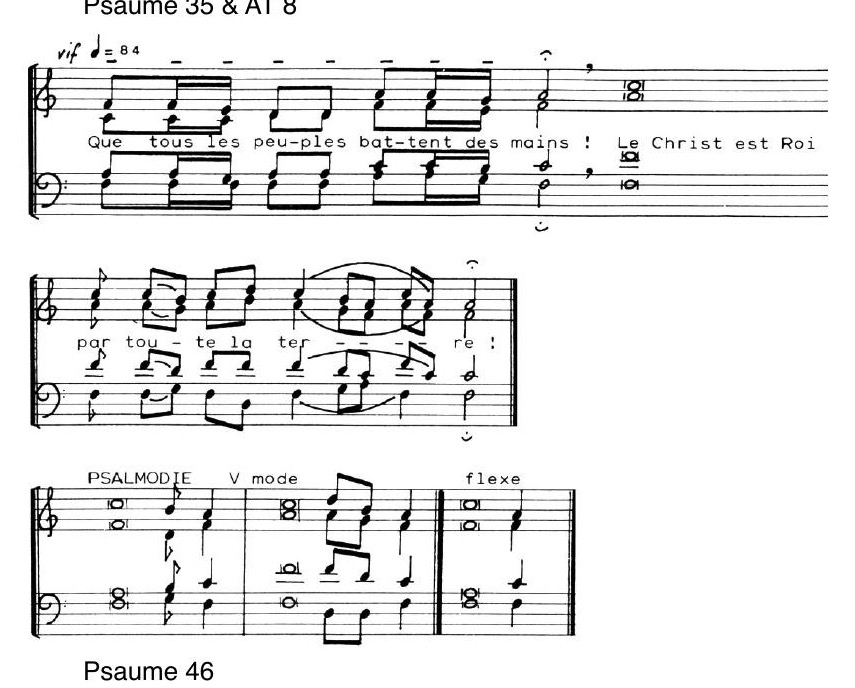 Psaume 35 & AT 8
vif 𝅗𝅥 = 84
Que tous les peu-ples bat-tent des mains ! Le Christ est Roi
par tou - te la ter - - - - re !
PSALMODIE V mode flexe
Psaume 46